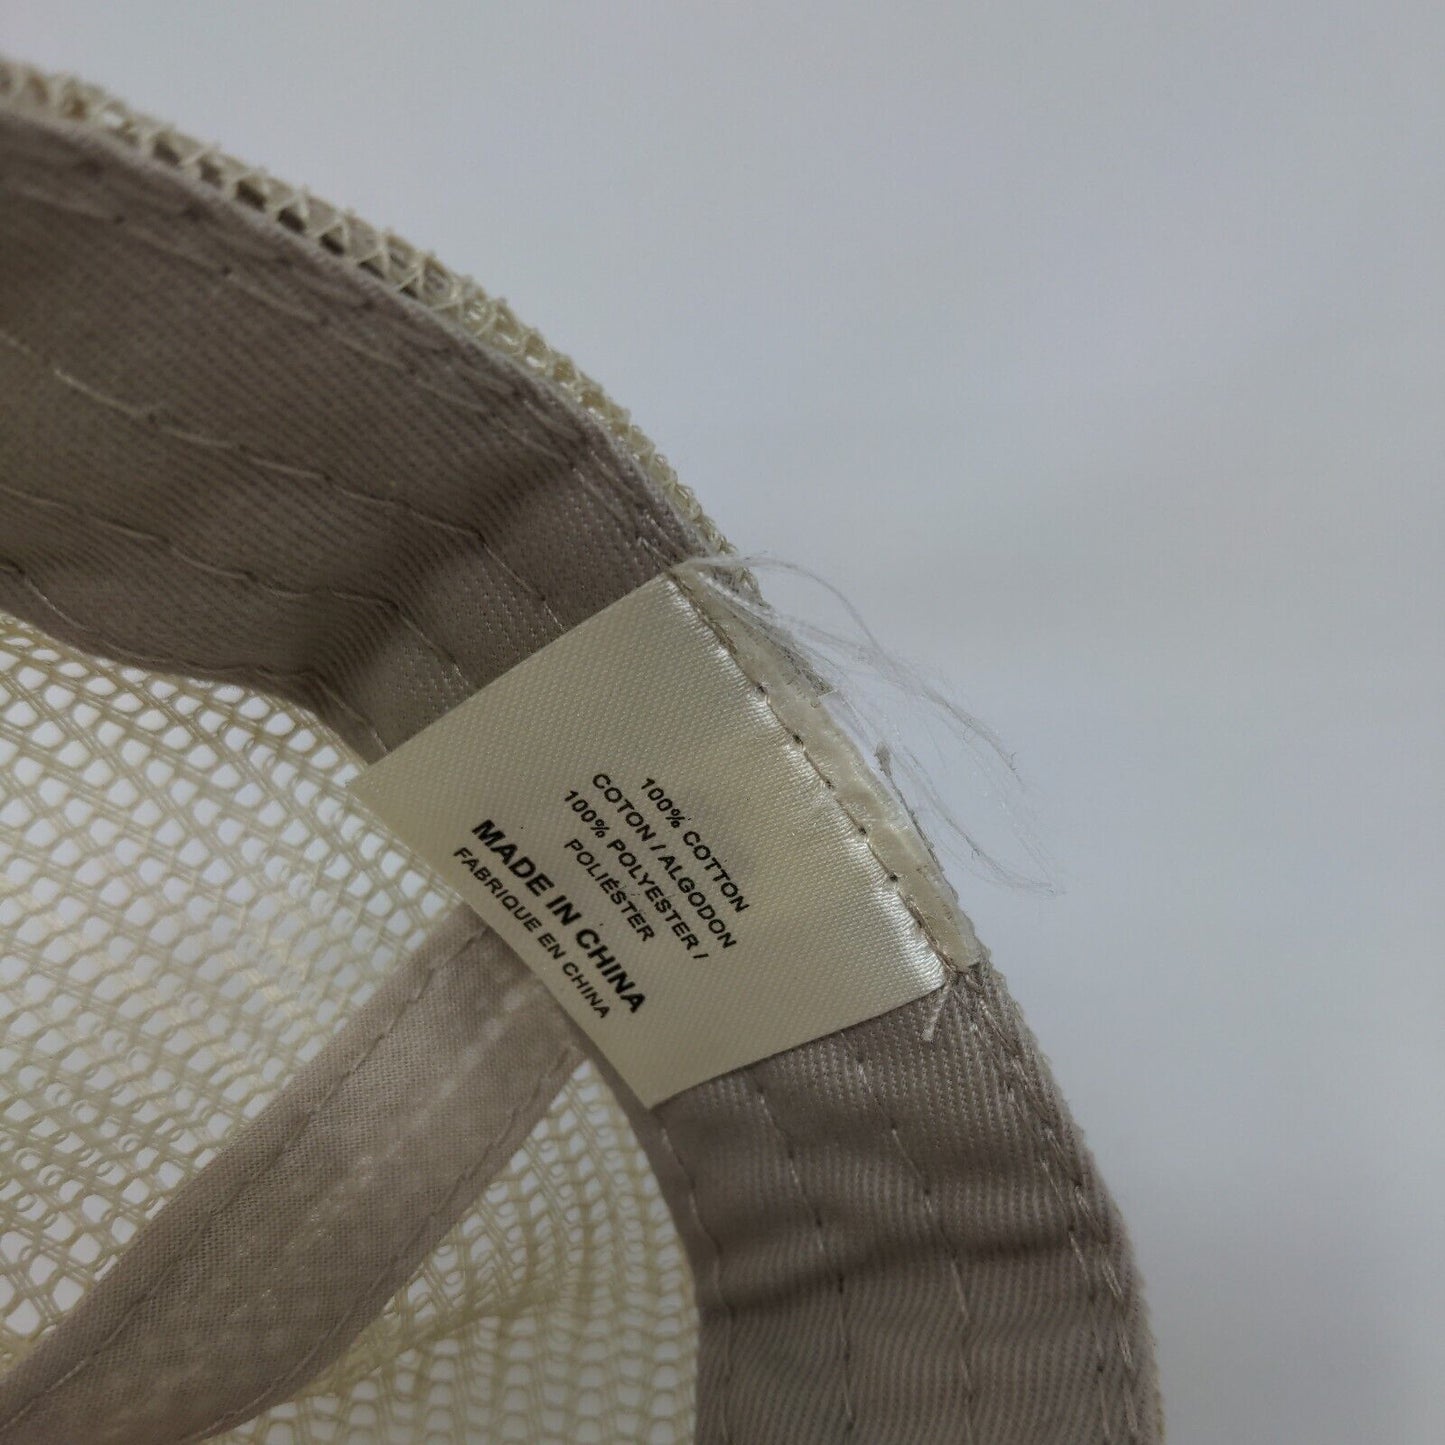 100% COTTON
COTON / ALGODON
100% POLYESTER /
POLIÉSTER
MADE IN CHINA
FABRIQUE EN CHINA